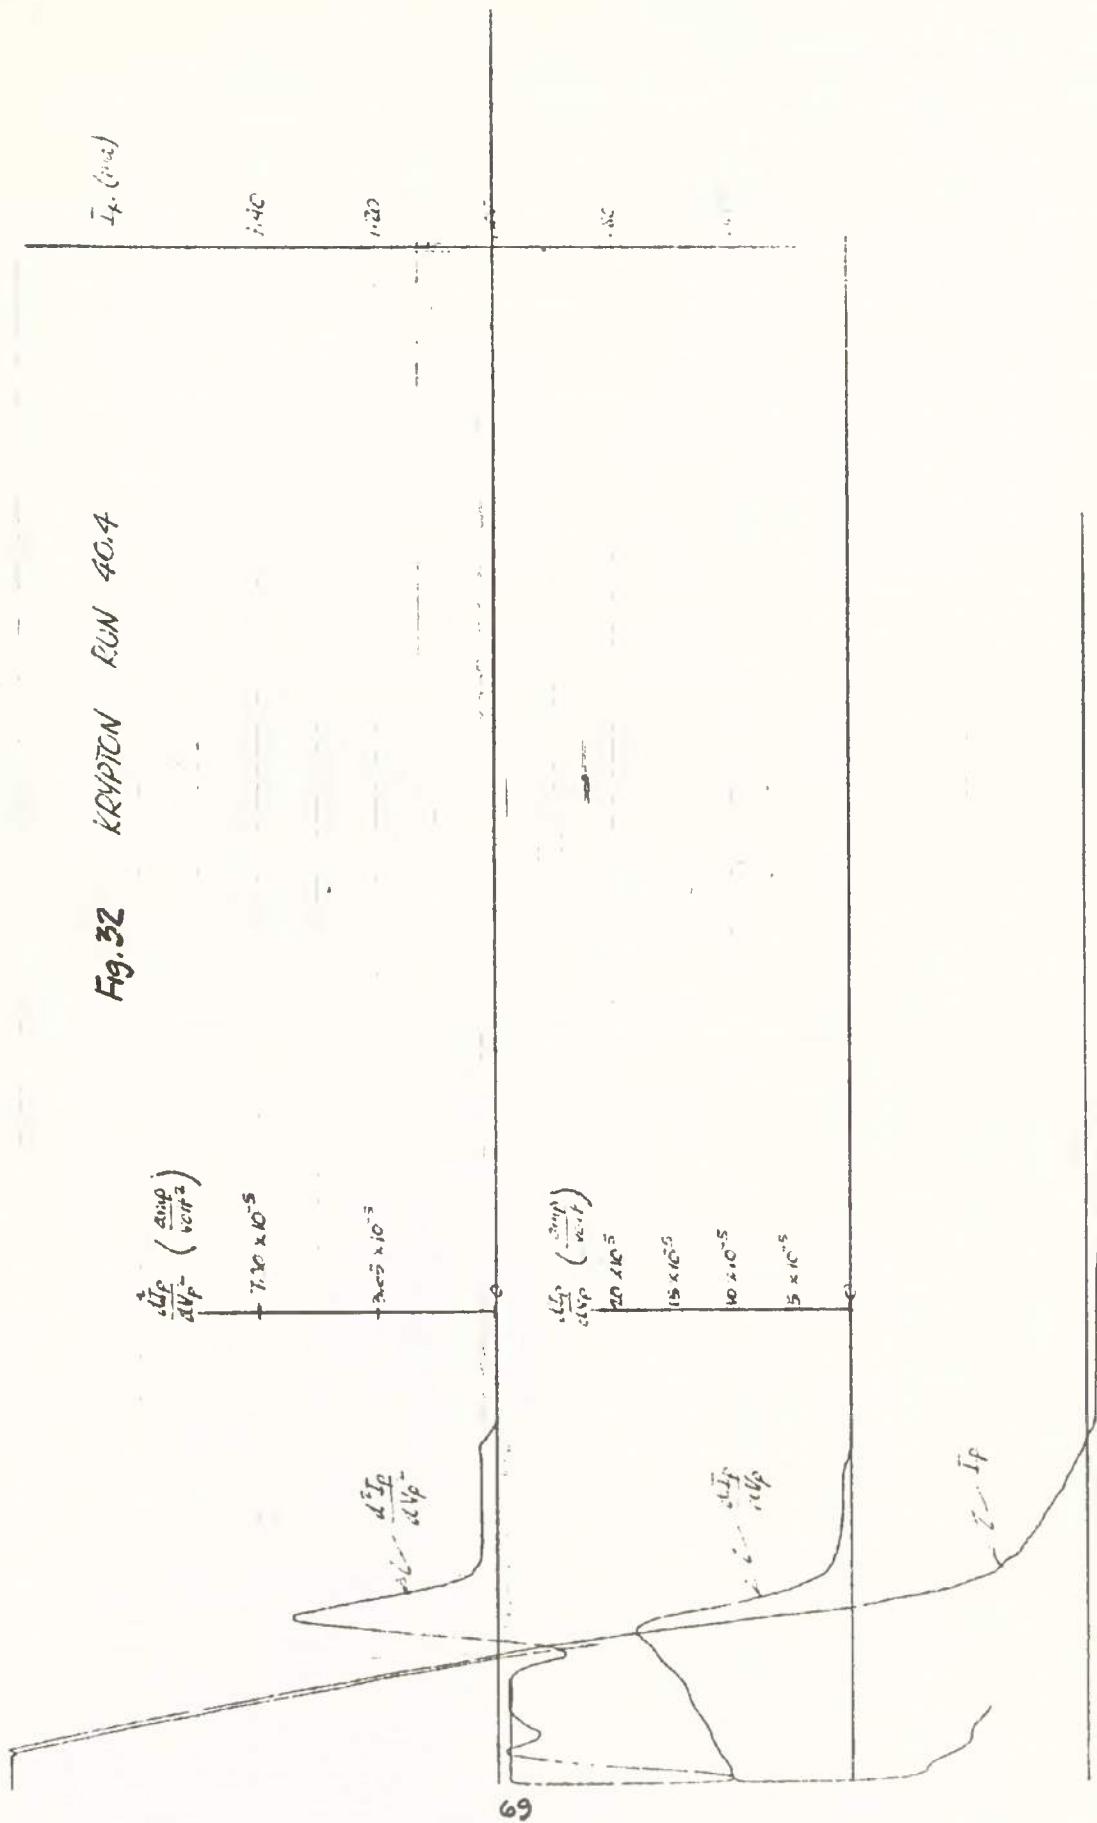 Fig. 32 KRYPTON RUN 40.4
d²Ip/dVp² (amp/volt²)
7.30 x 10⁻⁵
0
dIp/dVp (amp/volt)
20 x 10⁻⁵
15 x 10⁻⁵
10 x 10⁻⁵
5 x 10⁻⁵
Ip (ma)
1.40
1.20
.80
d²Ip/dVp²
dIp/dVp
Ip
69